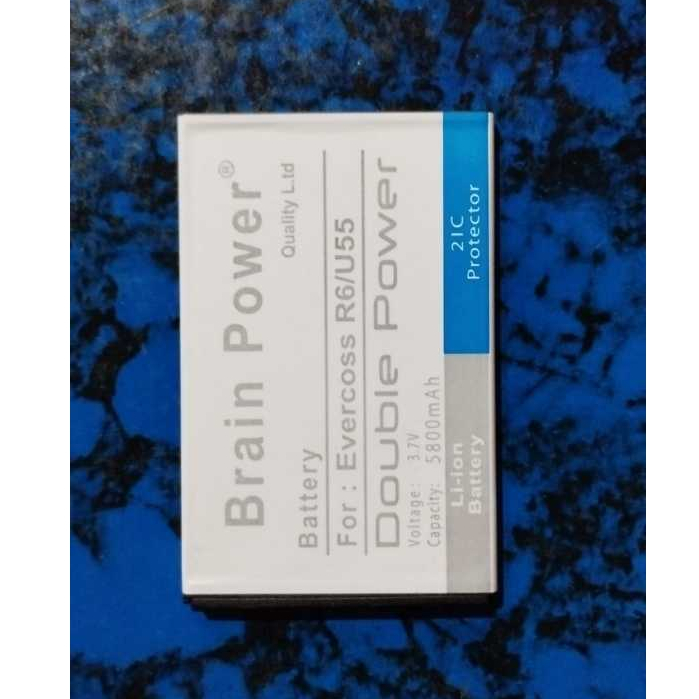 Brain Power®
Quality L.td
Battery
For : Evercoss R6/U55
Double Power
Voltage : 3.7V
Capacity: 5800mAh
Li-ion
Battery
2IC
Protector